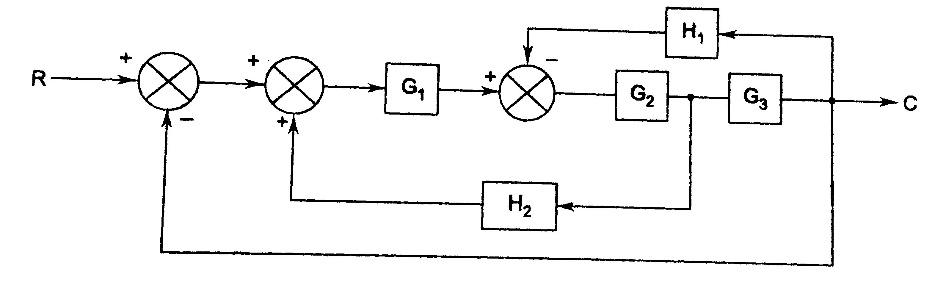 H₁
+ + −
R G₁ + G₂ G₃ C
− +
H₂